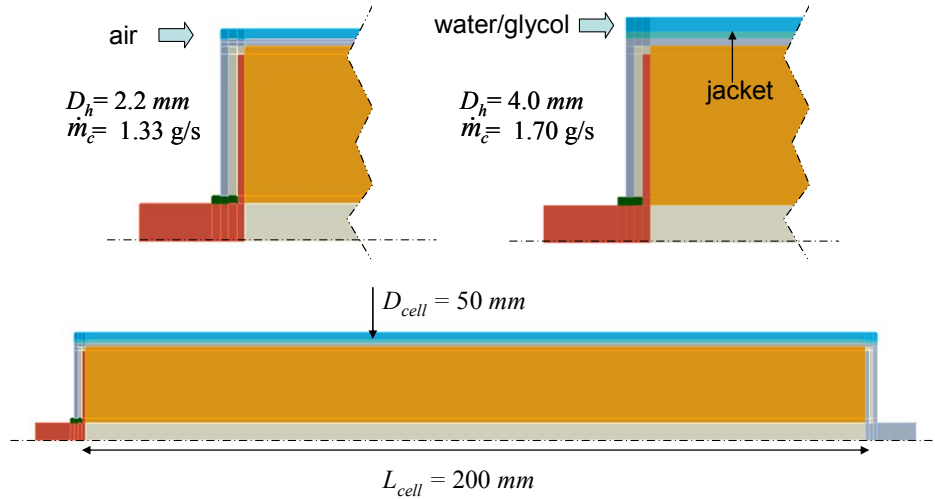 air
D_h= 2.2 mm
ṁ_c= 1.33 g/s
water/glycol
D_h= 4.0 mm
ṁ_c= 1.70 g/s
jacket
D_cell = 50 mm
L_cell = 200 mm